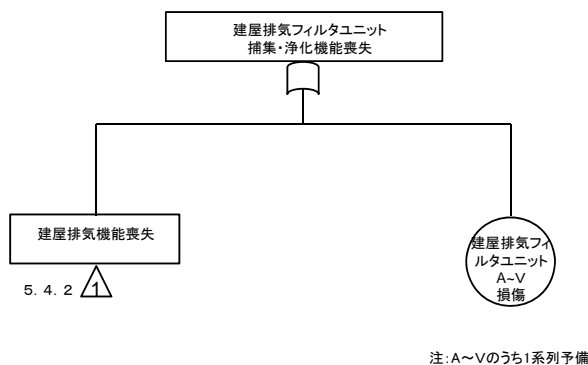 建屋排気フィルタユニット
捕集・浄化機能喪失
建屋排気機能喪失
5.4.2
1
建屋排気フィ
ルタユニット
A~V
損傷
注:A～Vのうち1系列予備